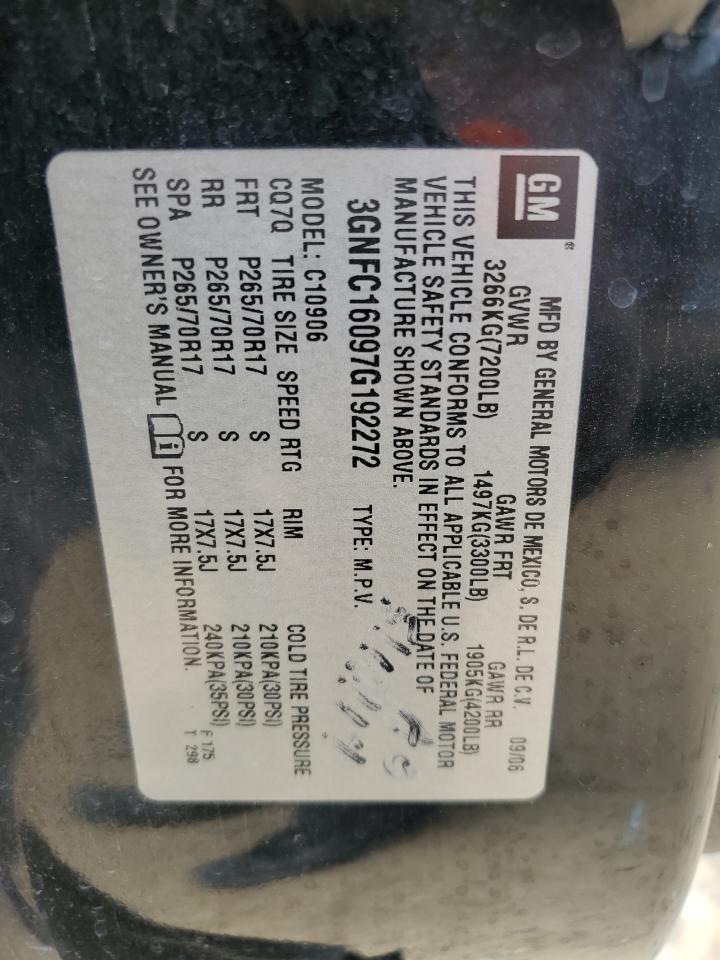 GM®
MFD BY GENERAL MOTORS DE MEXICO, S. DE R.L. DE C.V. 09/06
GVWR GAWR FRT GAWR RR
3266KG(7200LB) 1497KG(3300LB) 1905KG(4200LB)
THIS VEHICLE CONFORMS TO ALL APPLICABLE U.S. FEDERAL MOTOR
VEHICLE SAFETY STANDARDS IN EFFECT ON THE DATE OF
MANUFACTURE SHOWN ABOVE.
3GNFC16097G192272 TYPE: M.P.V.
MODEL: C10906
CQ7Q TIRE SIZE SPEED RTG RIM COLD TIRE PRESSURE
FRT P265/70R17 S 17X7.5J 210KPA(30PSI)
RR P265/70R17 S 17X7.5J 210KPA(30PSI)
SPA P265/70R17 S 17X7.5J 240KPA(35PSI) F 175
SEE OWNER'S MANUAL i FOR MORE INFORMATION. T 298